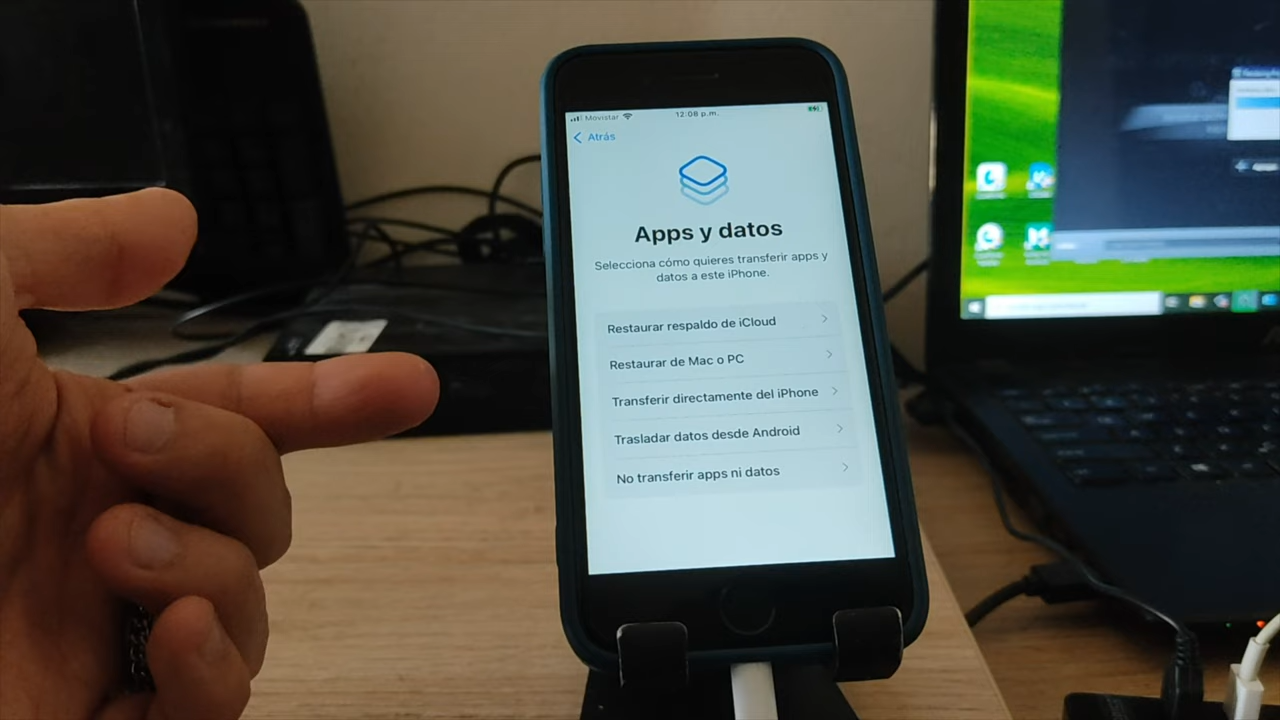 Movistar
12:08 p.m.
Atrás
Apps y datos
Selecciona cómo quieres transferir apps y
datos a este iPhone.
Restaurar respaldo de iCloud
Restaurar de Mac o PC
Transferir directamente del iPhone
Trasladar datos desde Android
No transferir apps ni datos